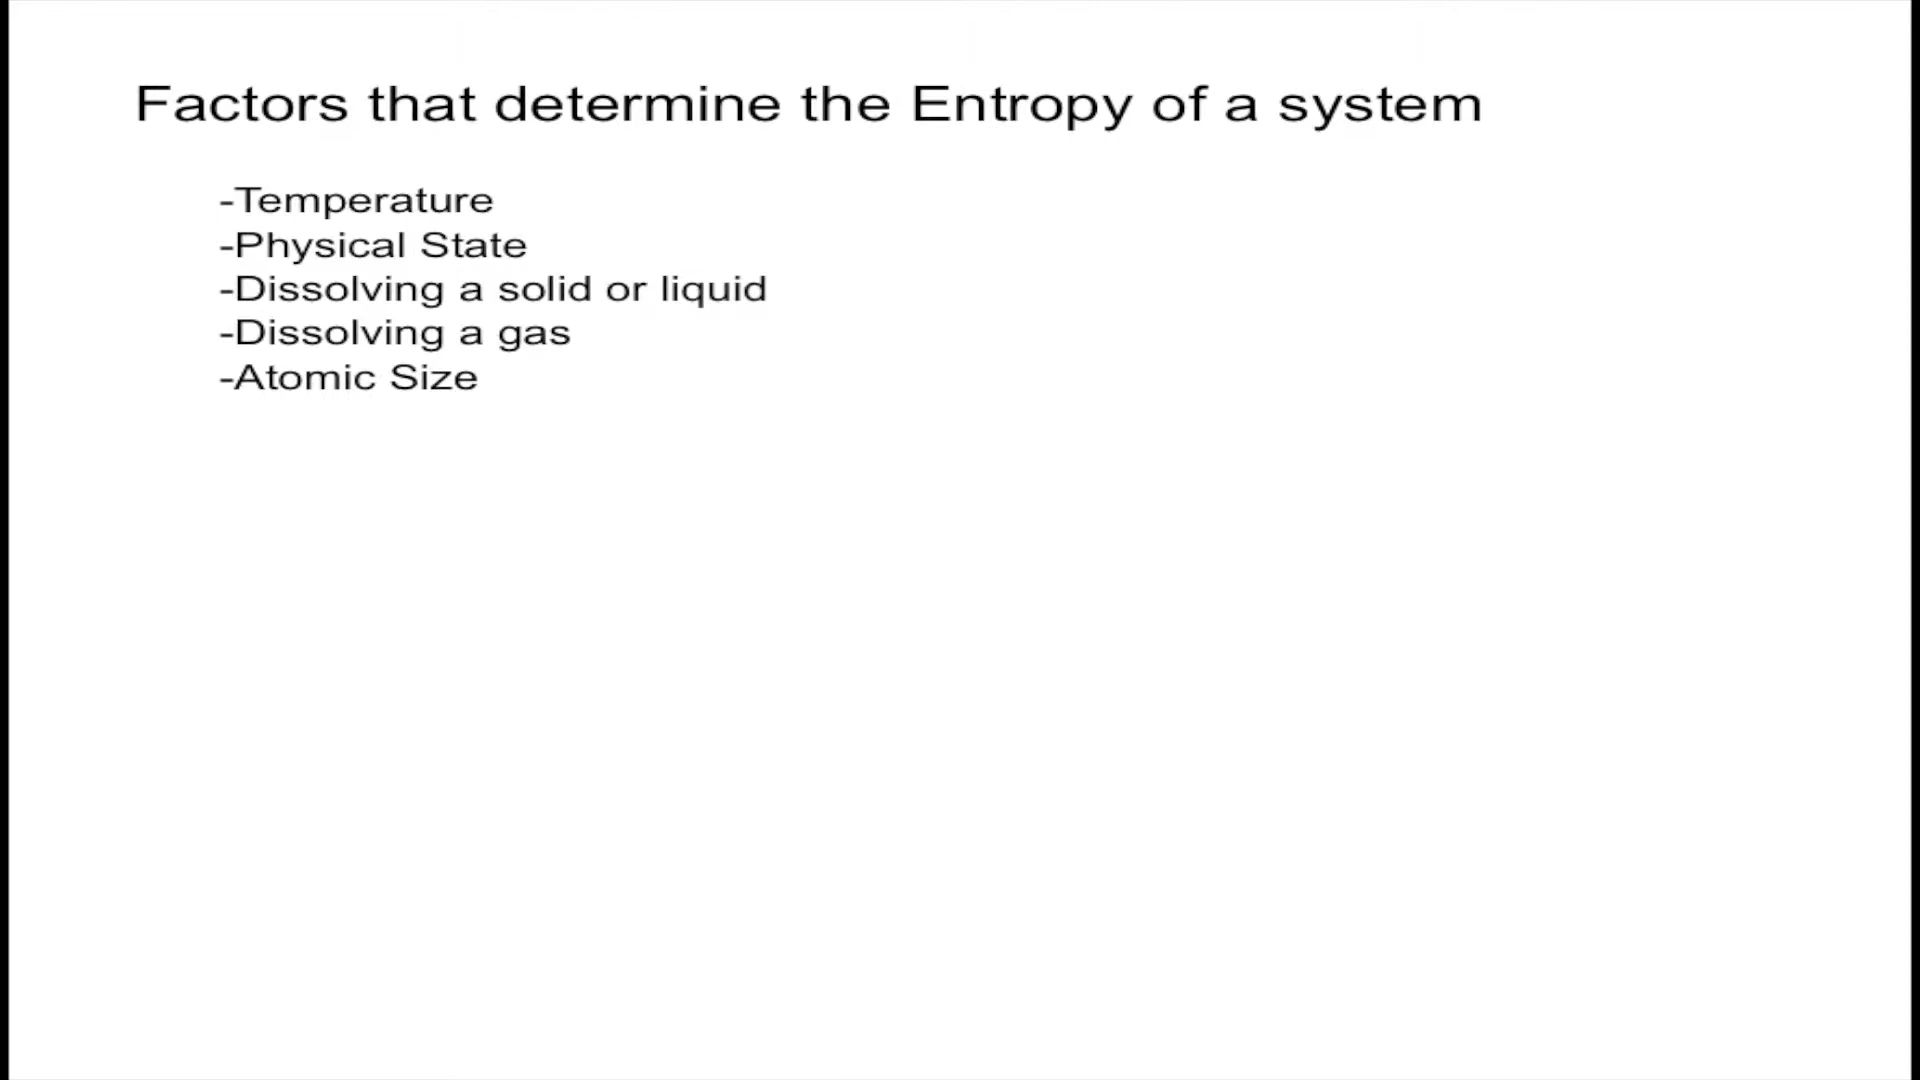 Factors that determine the Entropy of a system
-Temperature
-Physical State
-Dissolving a solid or liquid
-Dissolving a gas
-Atomic Size